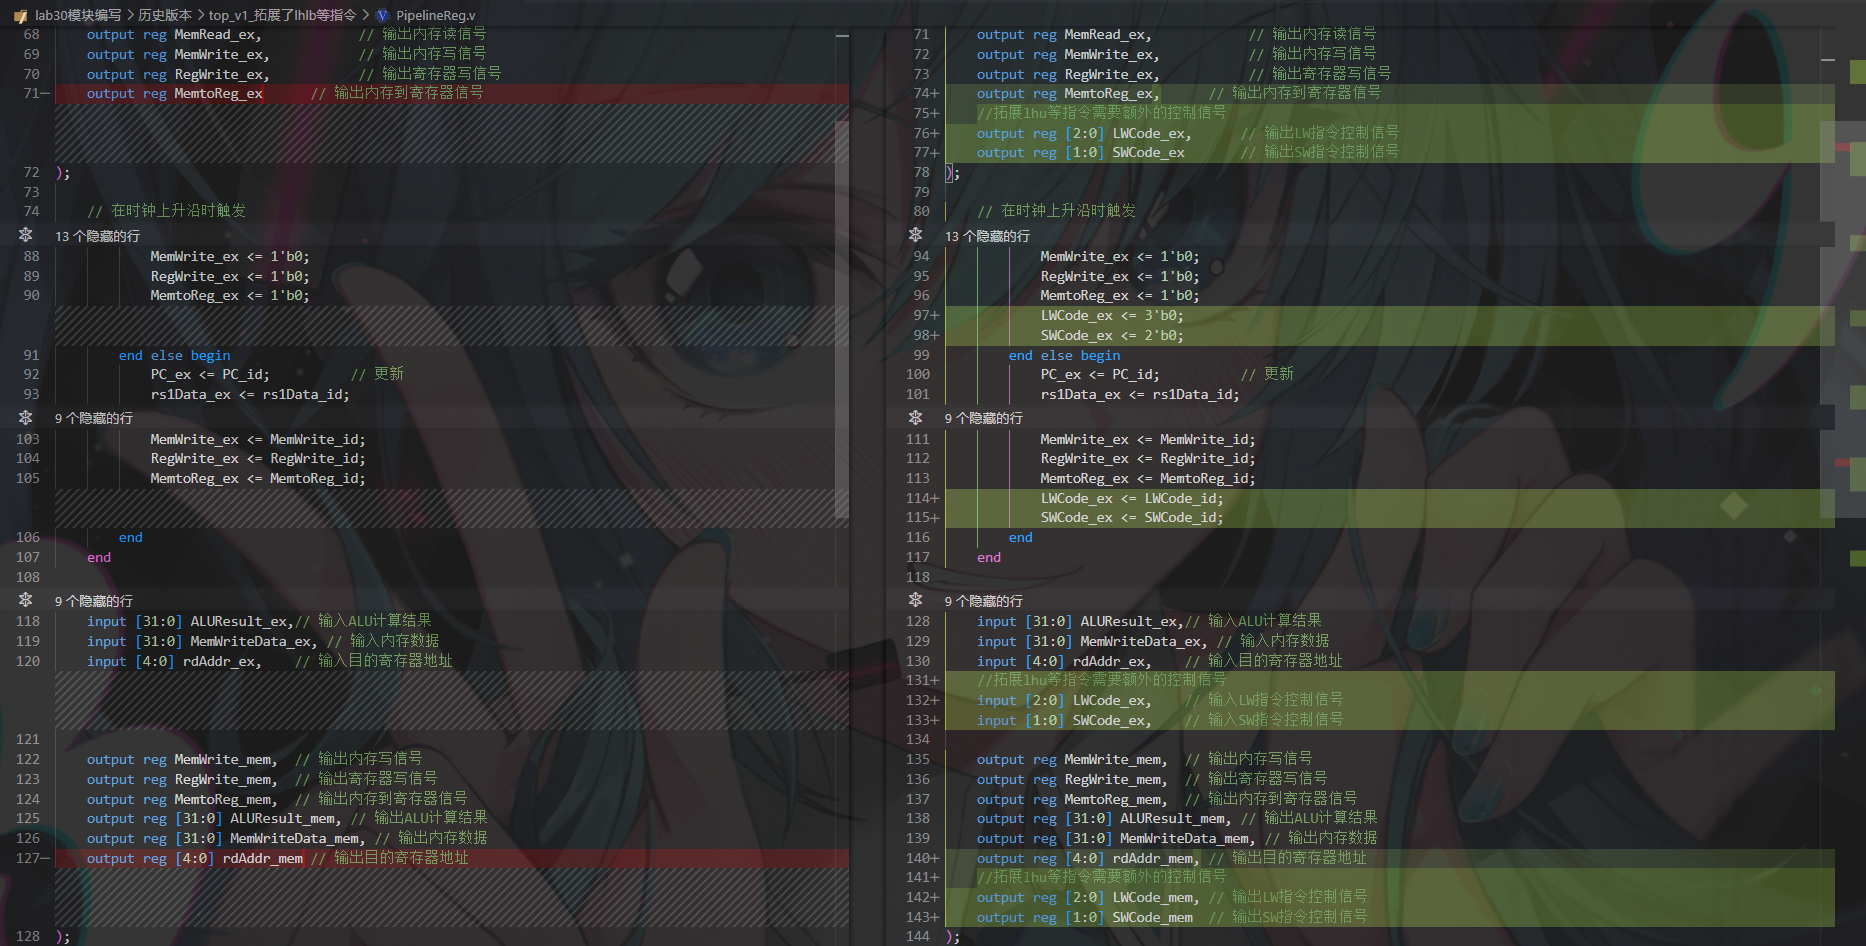 lab30模块编写 > 历史版本 > top_v1_拓展了lhlb等指令 > PipelineReg.v
68 output reg MemRead_ex, // 输出内存读信号
69 output reg MemWrite_ex, // 输出内存写信号
70 output reg RegWrite_ex, // 输出寄存器写信号
71— output reg MemtoReg_ex // 输出内存到寄存器信号
72 );
73
74 // 在时钟上升沿时触发
13 个隐藏的行
88 MemWrite_ex <= 1'b0;
89 RegWrite_ex <= 1'b0;
90 MemtoReg_ex <= 1'b0;
91 end else begin
92 PC_ex <= PC_id; // 更新
93 rs1Data_ex <= rs1Data_id;
9 个隐藏的行
103 MemWrite_ex <= MemWrite_id;
104 RegWrite_ex <= RegWrite_id;
105 MemtoReg_ex <= MemtoReg_id;
106 end
107 end
108
9 个隐藏的行
118 input [31:0] ALUResult_ex,// 输入ALU计算结果
119 input [31:0] MemWriteData_ex, // 输入内存数据
120 input [4:0] rdAddr_ex, // 输入目的寄存器地址
121
122 output reg MemWrite_mem, // 输出内存写信号
123 output reg RegWrite_mem, // 输出寄存器写信号
124 output reg MemtoReg_mem, // 输出内存到寄存器信号
125 output reg [31:0] ALUResult_mem, // 输出ALU计算结果
126 output reg [31:0] MemWriteData_mem, // 输出内存数据
127— output reg [4:0] rdAddr_mem // 输出目的寄存器地址
128 );
71 output reg MemRead_ex, // 输出内存读信号
72 output reg MemWrite_ex, // 输出内存写信号
73 output reg RegWrite_ex, // 输出寄存器写信号
74+ output reg MemtoReg_ex, // 输出内存到寄存器信号
75+ //拓展lhu等指令需要额外的控制信号
76+ output reg [2:0] LWCode_ex, // 输出LW指令控制信号
77+ output reg [1:0] SWCode_ex // 输出SW指令控制信号
78 );
79
80 // 在时钟上升沿时触发
13 个隐藏的行
94 MemWrite_ex <= 1'b0;
95 RegWrite_ex <= 1'b0;
96 MemtoReg_ex <= 1'b0;
97+ LWCode_ex <= 3'b0;
98+ SWCode_ex <= 2'b0;
99 end else begin
100 PC_ex <= PC_id; // 更新
101 rs1Data_ex <= rs1Data_id;
9 个隐藏的行
111 MemWrite_ex <= MemWrite_id;
112 RegWrite_ex <= RegWrite_id;
113 MemtoReg_ex <= MemtoReg_id;
114+ LWCode_ex <= LWCode_id;
115+ SWCode_ex <= SWCode_id;
116 end
117 end
118
9 个隐藏的行
128 input [31:0] ALUResult_ex,// 输入ALU计算结果
129 input [31:0] MemWriteData_ex, // 输入内存数据
130 input [4:0] rdAddr_ex, // 输入目的寄存器地址
131+ //拓展lhu等指令需要额外的控制信号
132+ input [2:0] LWCode_ex, // 输入LW指令控制信号
133+ input [1:0] SWCode_ex, // 输入SW指令控制信号
134
135 output reg MemWrite_mem, // 输出内存写信号
136 output reg RegWrite_mem, // 输出寄存器写信号
137 output reg MemtoReg_mem, // 输出内存到寄存器信号
138 output reg [31:0] ALUResult_mem, // 输出ALU计算结果
139 output reg [31:0] MemWriteData_mem, // 输出内存数据
140+ output reg [4:0] rdAddr_mem, // 输出目的寄存器地址
141+ //拓展lhu等指令需要额外的控制信号
142+ output reg [2:0] LWCode_mem, // 输出LW指令控制信号
143+ output reg [1:0] SWCode_mem // 输出SW指令控制信号
144 );